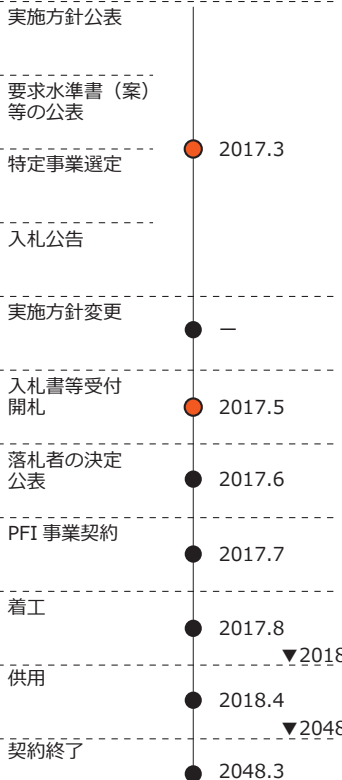 実施方針公表
要求水準書（案）
等の公表
2017.3
特定事業選定
入札公告
実施方針変更
－
入札書等受付
開札
2017.5
落札者の決定
公表
2017.6
PFI 事業契約
2017.7
着工
2017.8
▼2018
供用
2018.4
▼2048
契約終了
2048.3